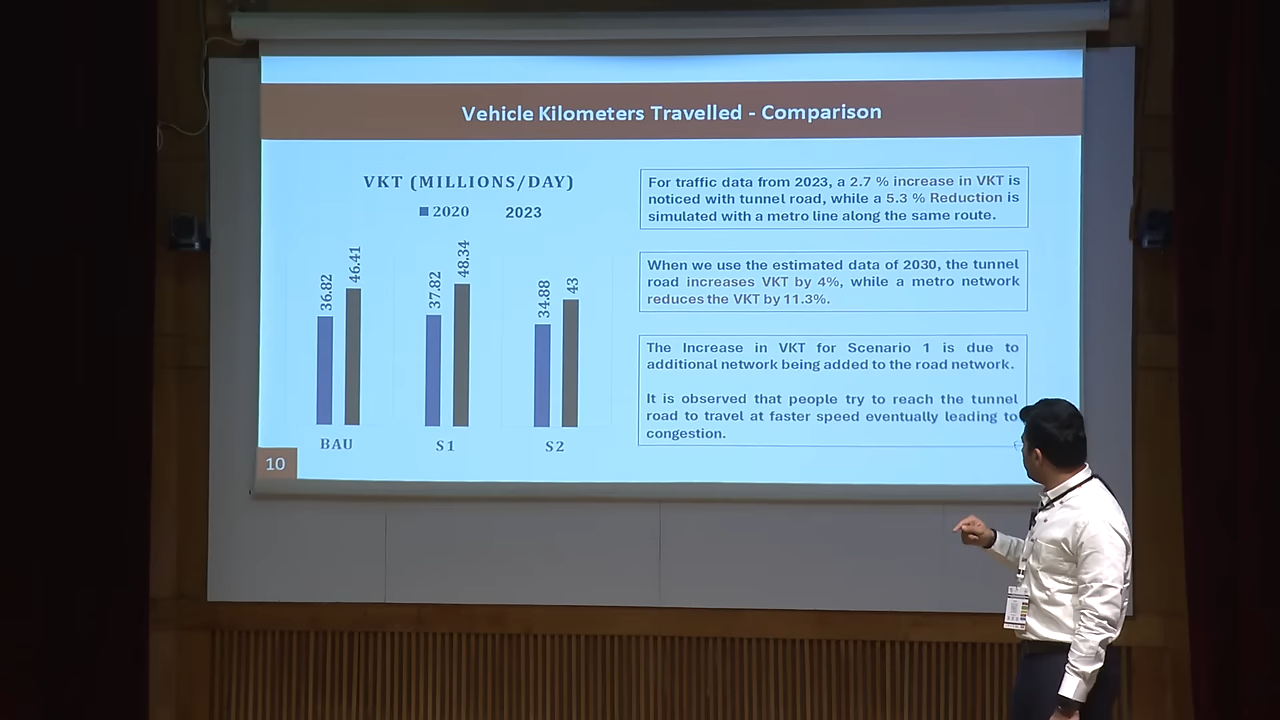 Vehicle Kilometers Travelled - Comparison
VKT (MILLIONS/DAY)
2020 2023
36.82 46.41 37.82 48.34 34.88 43
BAU S1 S2
For traffic data from 2023, a 2.7 % increase in VKT is
noticed with tunnel road, while a 5.3 % Reduction is
simulated with a metro line along the same route.
When we use the estimated data of 2030, the tunnel
road increases VKT by 4%, while a metro network
reduces the VKT by 11.3%.
The Increase in VKT for Scenario 1 is due to
additional network being added to the road network.
It is observed that people try to reach the tunnel
road to travel at faster speed eventually leading to
congestion.
10